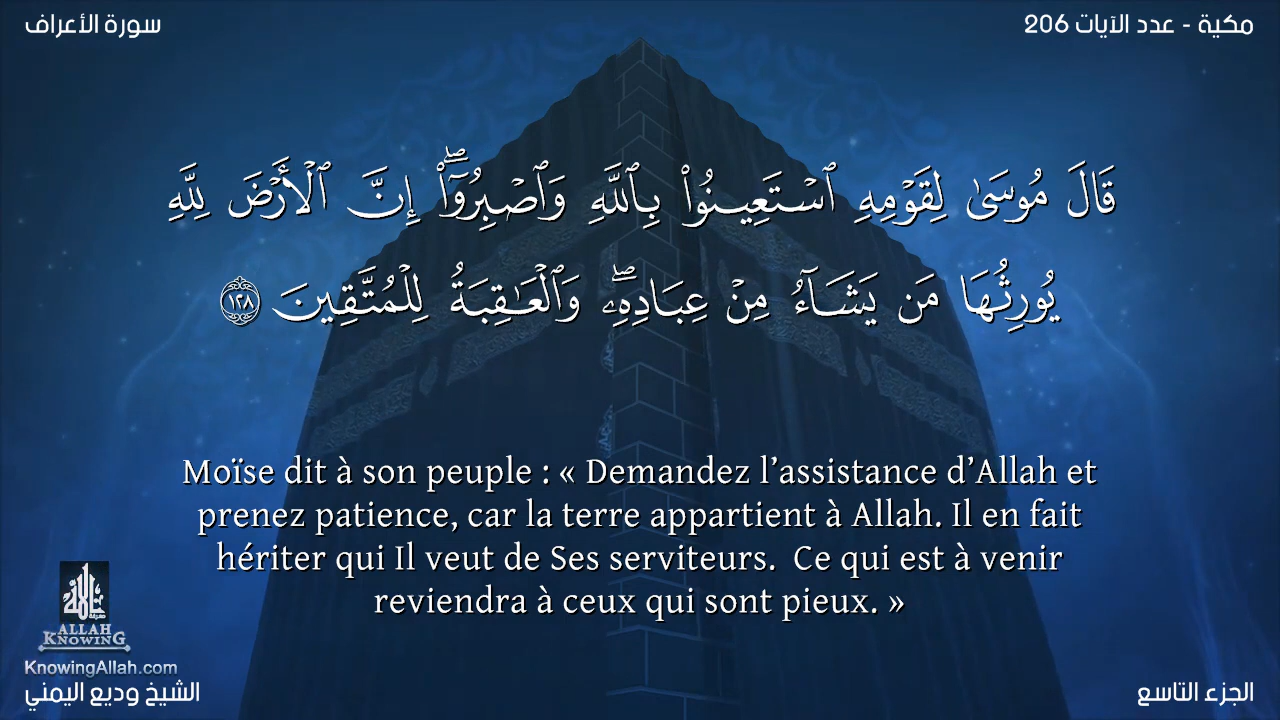 سورة الأعراف
مكية - عدد الآيات 206
قَالَ مُوسَىٰ لِقَوْمِهِ ٱسْتَعِينُوا۟ بِٱللَّهِ وَٱصْبِرُوٓا۟ ۖ إِنَّ ٱلْأَرْضَ لِلَّهِ
يُورِثُهَا مَن يَشَآءُ مِنْ عِبَادِهِۦ ۖ وَٱلْعَـٰقِبَةُ لِلْمُتَّقِينَ ١٢٨
Moïse dit à son peuple : « Demandez l’assistance d’Allah et
prenez patience, car la terre appartient à Allah. Il en fait
hériter qui Il veut de Ses serviteurs.  Ce qui est à venir
reviendra à ceux qui sont pieux. »
معرفة الله
ALLAH
KNOWING
KnowingAllah.com
الشيخ وديع اليمني
الجزء التاسع